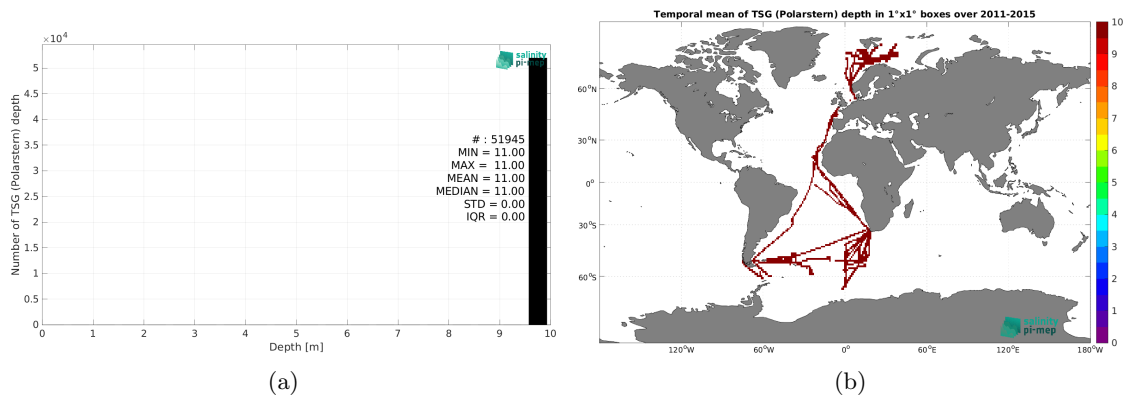 ×10⁴
5
4.5
4
3.5
3
2.5
2
1.5
1
0.5
0
Number of TSG (Polarstern) depth
salinity
pi-mep
# : 51945
MIN = 11.00
MAX = 11.00
MEAN = 11.00
MEDIAN = 11.00
STD = 0.00
IQR = 0.00
0 1 2 3 4 5 6 7 8 9 10
Depth [m]
(a)
Temporal mean of TSG (Polarstern) depth in 1°x1° boxes over 2011-2015
60°N
30°N
0°
30°S
60°S
120°W 60°W 0° 60°E 120°E 180°W
salinity
pi-mep
10
9
8
7
6
5
4
3
2
1
0
(b)